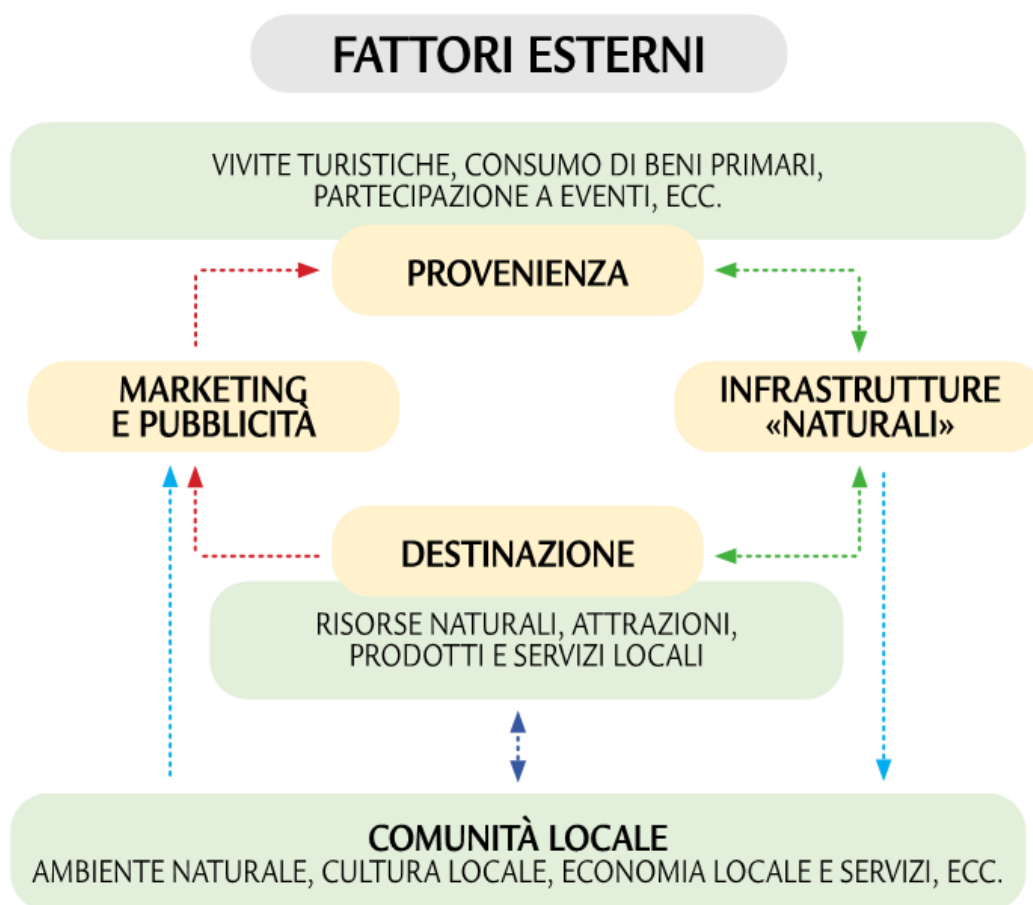 FATTORI ESTERNI
VIVITE TURISTICHE, CONSUMO DI BENI PRIMARI,
PARTECIPAZIONE A EVENTI, ECC.
PROVENIENZA
MARKETING
E PUBBLICITÀ
INFRASTRUTTURE
«NATURALI»
DESTINAZIONE
RISORSE NATURALI, ATTRAZIONI,
PRODOTTI E SERVIZI LOCALI
COMUNITÀ LOCALE
AMBIENTE NATURALE, CULTURA LOCALE, ECONOMIA LOCALE E SERVIZI, ECC.